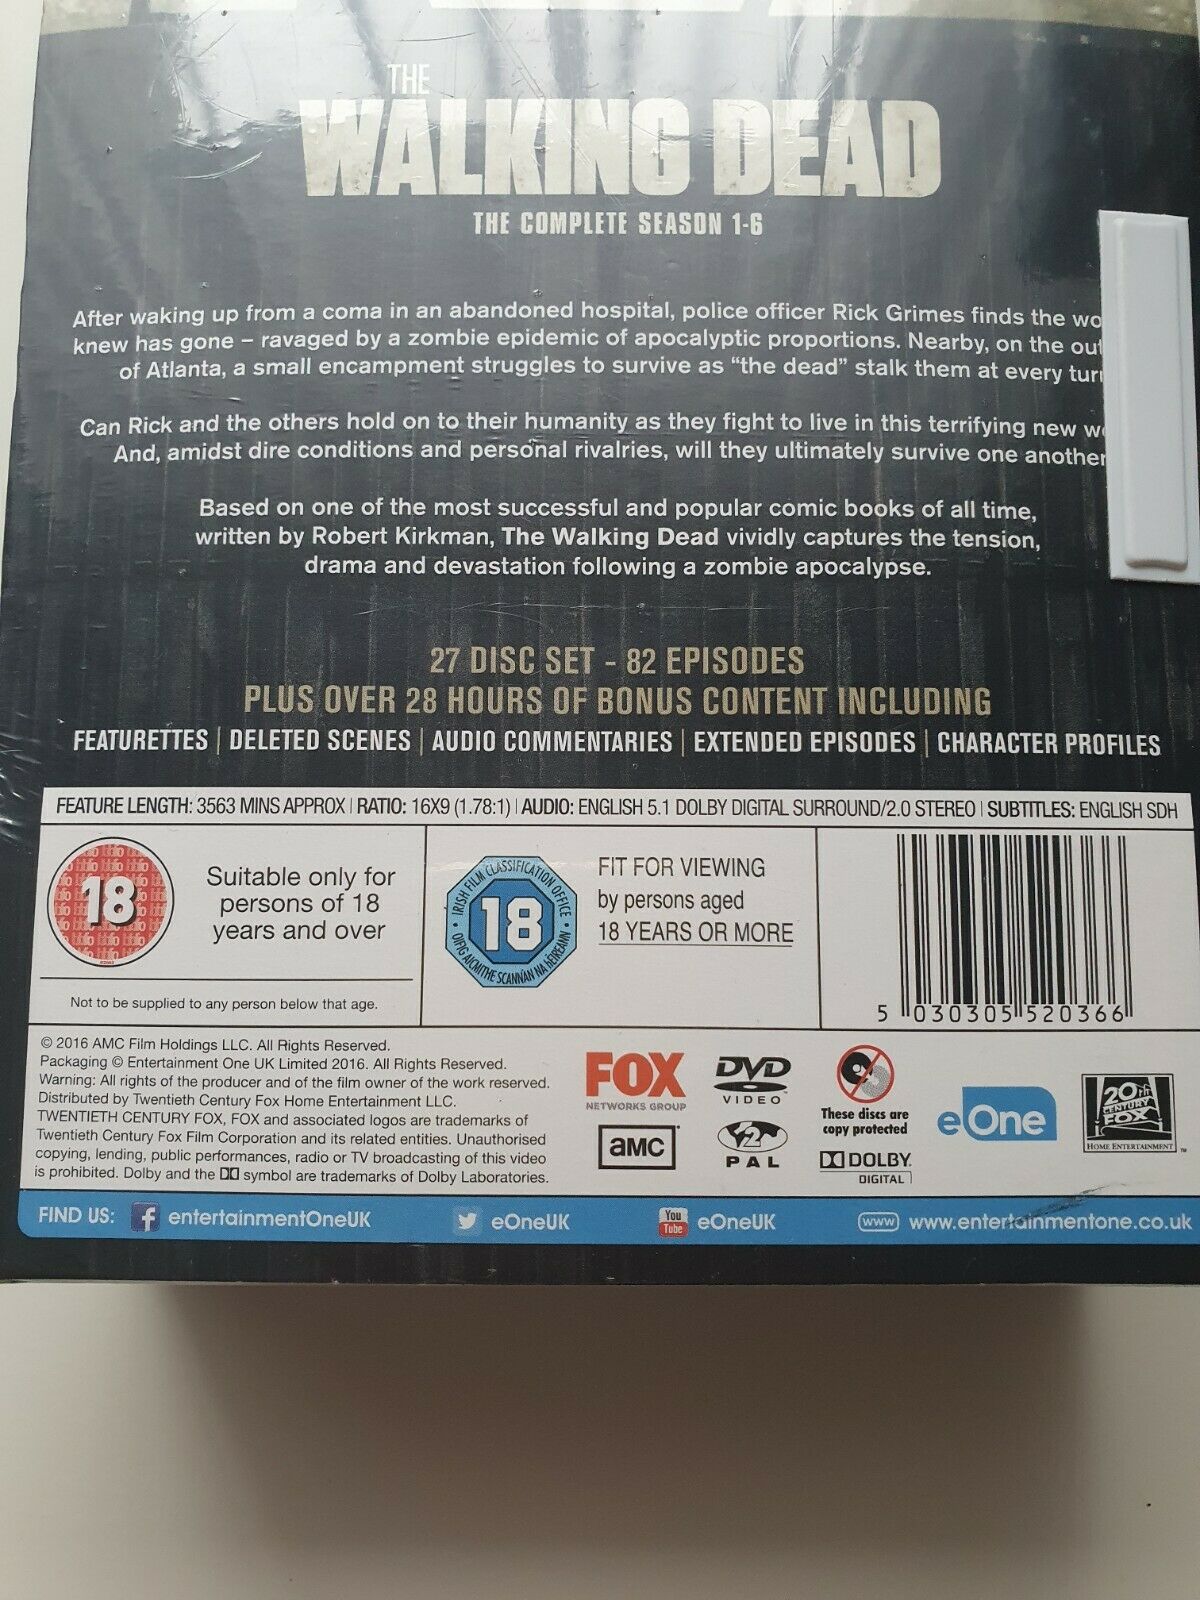 THE
WALKING DEAD
THE COMPLETE SEASON 1-6
After waking up from a coma in an abandoned hospital, police officer Rick Grimes finds the
knew has gone – ravaged by a zombie epidemic of apocalyptic proportions. Nearby, on the
of Atlanta, a small encampment struggles to survive as “the dead” stalk them at every
Can Rick and the others hold on to their humanity as they fight to live in this terrifying new
And, amidst dire conditions and personal rivalries, will they ultimately survive one another
Based on one of the most successful and popular comic books of all time,
written by Robert Kirkman, The Walking Dead vividly captures the tension,
drama and devastation following a zombie apocalypse.
27 DISC SET - 82 EPISODES
PLUS OVER 28 HOURS OF BONUS CONTENT INCLUDING
FEATURETTES | DELETED SCENES | AUDIO COMMENTARIES | EXTENDED EPISODES | CHARACTER PROFILES
FEATURE LENGTH: 3563 MINS APPROX | RATIO: 16X9 (1.78:1) | AUDIO: ENGLISH 5.1 DOLBY DIGITAL SURROUND/2.0 STEREO | SUBTITLES: ENGLISH SDH
18
Suitable only for
persons of 18
years and over
Not to be supplied to any person below that age.
IRISH FILM CLASSIFICATION OFFICE
18
OIFIG AICMITHE SCANNÁN NA hÉIREANN
FIT FOR VIEWING
by persons aged
18 YEARS OR MORE
5 030305 520366
© 2016 AMC Film Holdings LLC. All Rights Reserved.
Packaging © Entertainment One UK Limited 2016. All Rights Reserved.
Warning: All rights of the producer and of the film owner of the work reserved.
Distributed by Twentieth Century Fox Home Entertainment LLC.
TWENTIETH CENTURY FOX, FOX and associated logos are trademarks of
Twentieth Century Fox Film Corporation and its related entities. Unauthorised
copying, lending, public performances, radio or TV broadcasting of this video
is prohibited. Dolby and the symbol are trademarks of Dolby Laboratories.
FOX
NETWORKS GROUP
aMC
DVD
VIDEO™
2
PAL
These discs are
copy protected
DOLBY
DIGITAL
eOne
20th
CENTURY
FOX
HOME ENTERTAINMENT™
FIND US: f entertainmentOneUK eOneUK You Tube eOneUK www www.entertainmentone.co.uk